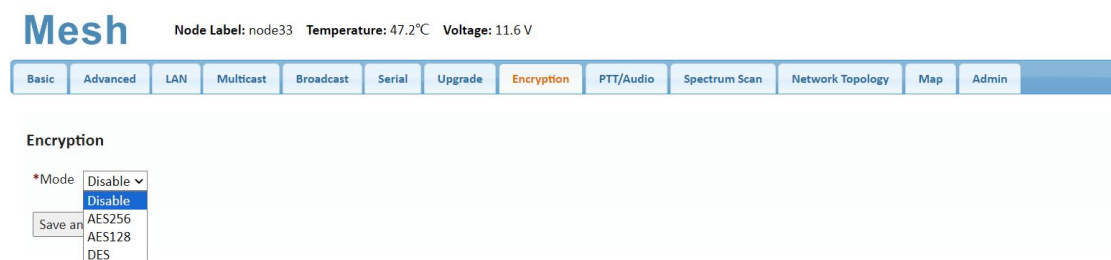 Mesh Node Label: node33 Temperature: 47.2℃ Voltage: 11.6 V
Basic Advanced LAN Multicast Broadcast Serial Upgrade Encryption PTT/Audio Spectrum Scan Network Topology Map Admin
Encryption
*Mode Disable
Disable
AES256
Save an
AES128
DES